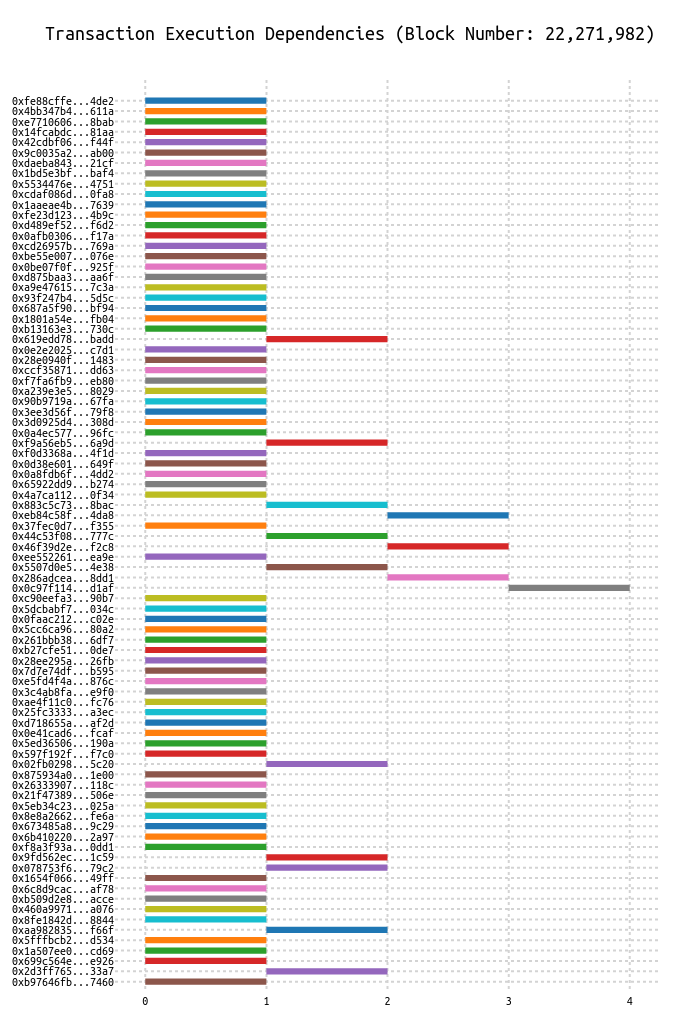 Transaction Execution Dependencies (Block Number: 22,271,982)
0xfe88cffe...4de2
0x4bb347b4...611a
0xe7710606...8bab
0x14fcabdc...81aa
0x42cdbf06...f44f
0x9c0035a2...ab00
0xdaeba843...21cf
0x1bd5e3bf...baf4
0x5534476e...4751
0xcdaf086d...0fa8
0x1aaeae4b...7639
0xfe23d123...4b9c
0xd489ef52...f6d2
0x0afb0306...f17a
0xcd26957b...769a
0xbe55e007...076e
0x0be07f0f...925f
0xd875baa3...aa6f
0xa9e47615...7c3a
0x93f247b4...5d5c
0x687a5f90...bf94
0x1801a54e...fb04
0xb13163e3...730c
0x619edd78...badd
0x0e2e2025...c7d1
0x28e0940f...1483
0xccf35871...dd63
0xf7fa6fb9...eb80
0xa239e3e5...8029
0x90b9719a...67fa
0x3ee3d56f...79f8
0x3d0925d4...308d
0x0a4ec577...96fc
0xf9a56eb5...6a9d
0xf0d3368a...4f1d
0x0d38e601...649f
0x0a8fdb6f...4dd2
0x65922dd9...b274
0x4a7ca112...0f34
0x883c5c73...8bac
0xeb84c58f...4da8
0x37fec0d7...f355
0x44c53f08...777c
0x46f39d2e...f2c8
0xee552261...ea9e
0x5507d0e5...4e38
0x286adcea...8dd1
0x0c97f114...d1af
0xc90eefa3...90b7
0x5dcbabf7...034c
0x0faac212...c02e
0x5cc6ca96...80a2
0x261bbb38...6df7
0xb27cfe51...0de7
0x28ee295a...26fb
0x7d7e74df...b595
0xe5fd4f4a...876c
0x3c4ab8fa...e9f0
0xae4f11c0...fc76
0x25fc3333...a3ec
0xd718655a...af2d
0x0e41cad6...fcaf
0x5ed36506...190a
0x597f192f...f7c0
0x02fb0298...5c20
0x875934a0...1e00
0x26333907...118c
0x21f47389...506e
0x5eb34c23...025a
0x8e8a2662...fe6a
0x673485a8...9c29
0x6b410220...2a97
0xf8a3f93a...0dd1
0x9fd562ec...1c59
0x078753f6...79c2
0x1654f066...49ff
0x6c8d9cac...af78
0xb509d2e8...acce
0x460a9971...a076
0x8fe1842d...8844
0xaa982835...f66f
0x5fffbcb2...d534
0x1a507ee0...cd69
0x699c564e...e926
0x2d3ff765...33a7
0xb97646fb...7460
0 1 2 3 4